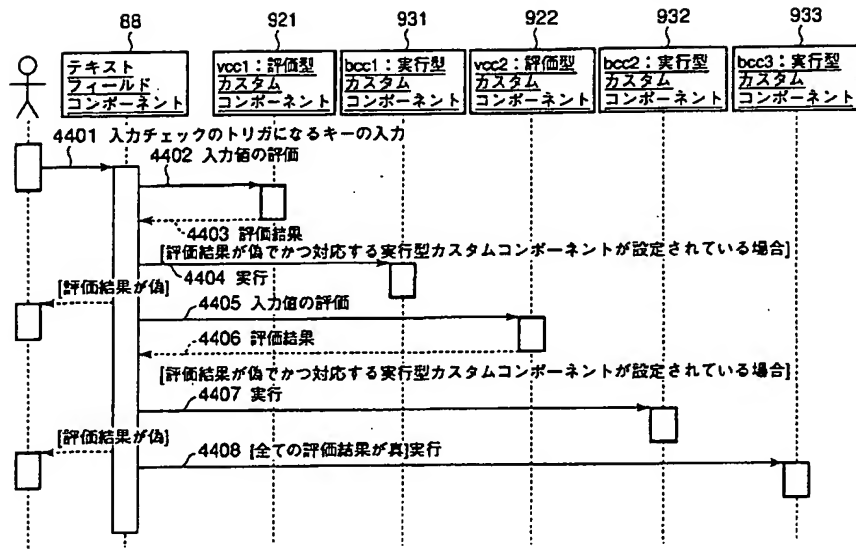 88
921
931
922
932
933
テキスト
フィールド
コンポーネント
vcc1：評価型
カスタム
コンポーネント
bcc1：実行型
カスタム
コンポーネント
vcc2：評価型
カスタム
コンポーネント
bcc2：実行型
カスタム
コンポーネント
bcc3：実行型
カスタム
コンポーネント
4401 入力チェックのトリガになるキーの入力
4402 入力値の評価
4403 評価結果
[評価結果が偽でかつ対応する実行型カスタムコンポーネントが設定されている場合]
4404 実行
[評価結果が偽]
4405 入力値の評価
4406 評価結果
[評価結果が偽でかつ対応する実行型カスタムコンポーネントが設定されている場合]
4407 実行
[評価結果が偽]
4408 [全ての評価結果が真]実行